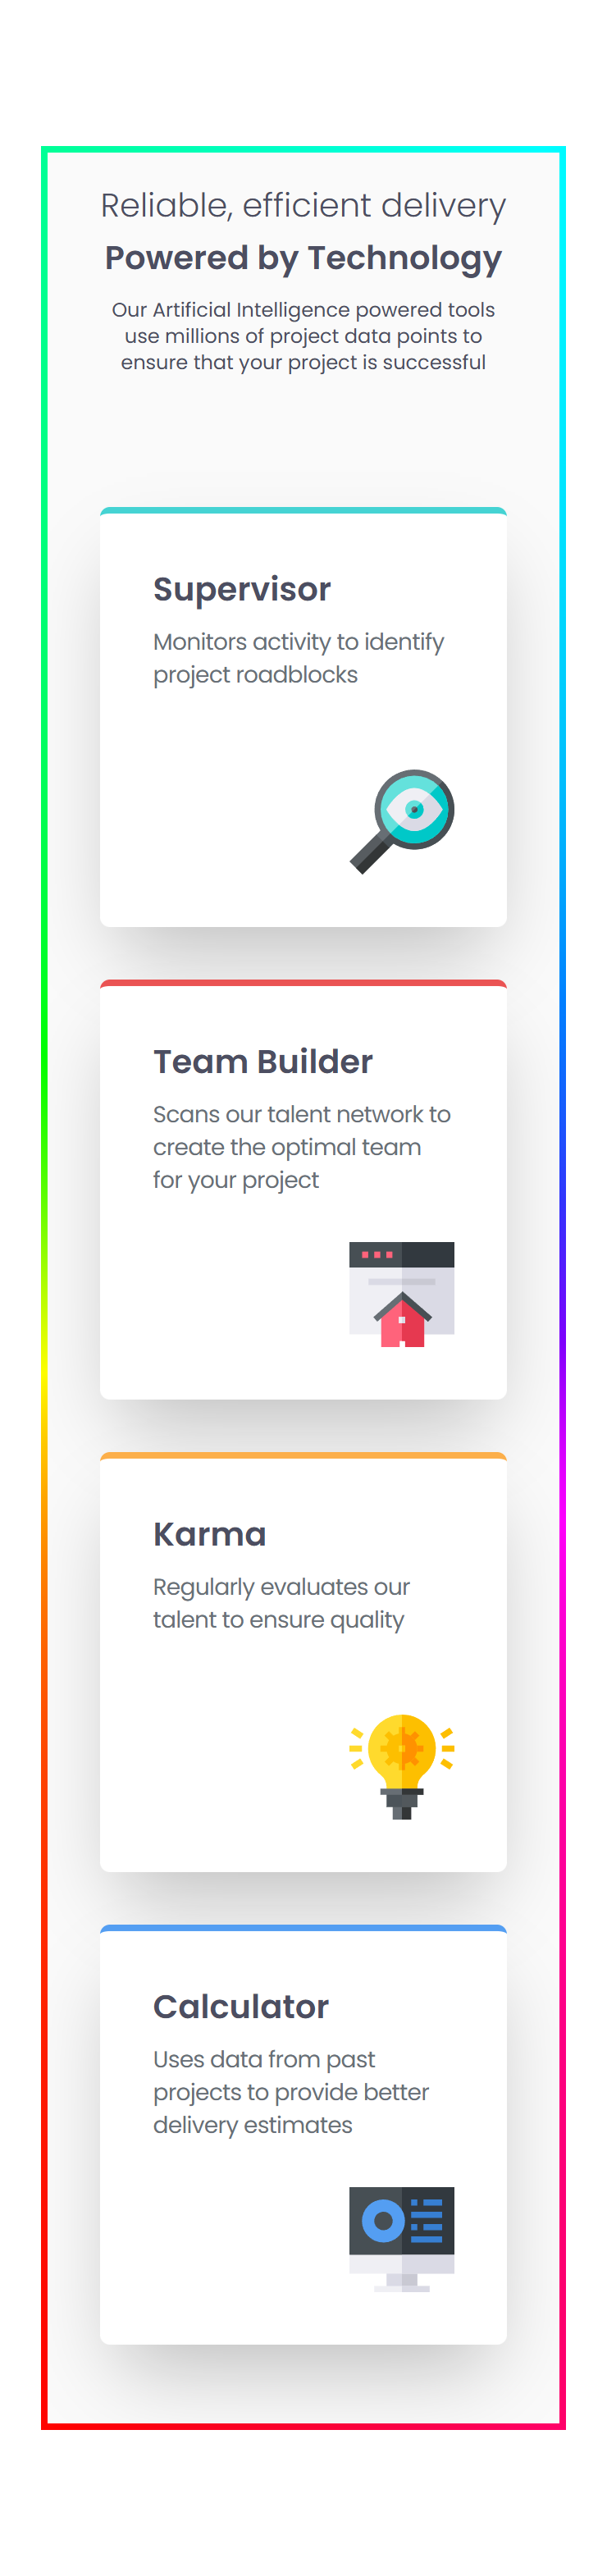 Reliable, efficient delivery
Powered by Technology
Our Artificial Intelligence powered tools
use millions of project data points to
ensure that your project is successful
Supervisor
Monitors activity to identify
project roadblocks
Team Builder
Scans our talent network to
create the optimal team
for your project
Karma
Regularly evaluates our
talent to ensure quality
Calculator
Uses data from past
projects to provide better
delivery estimates